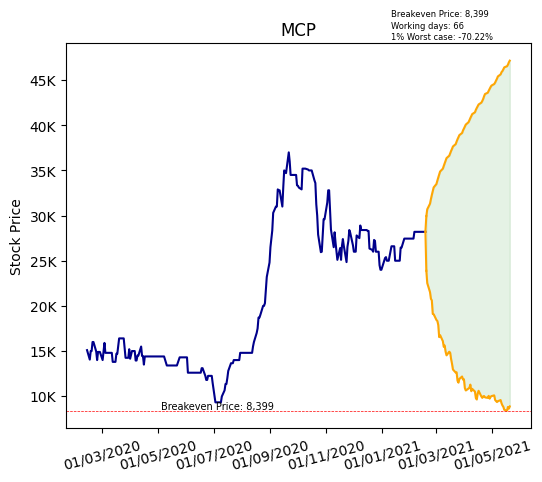 Breakeven Price: 8,399
Working days: 66
1% Worst case: -70.22%
MCP
Stock Price
45K
40K
35K
30K
25K
20K
15K
10K
Breakeven Price: 8,399
01/03/2020
01/05/2020
01/07/2020
01/09/2020
01/11/2020
01/01/2021
01/03/2021
01/05/2021